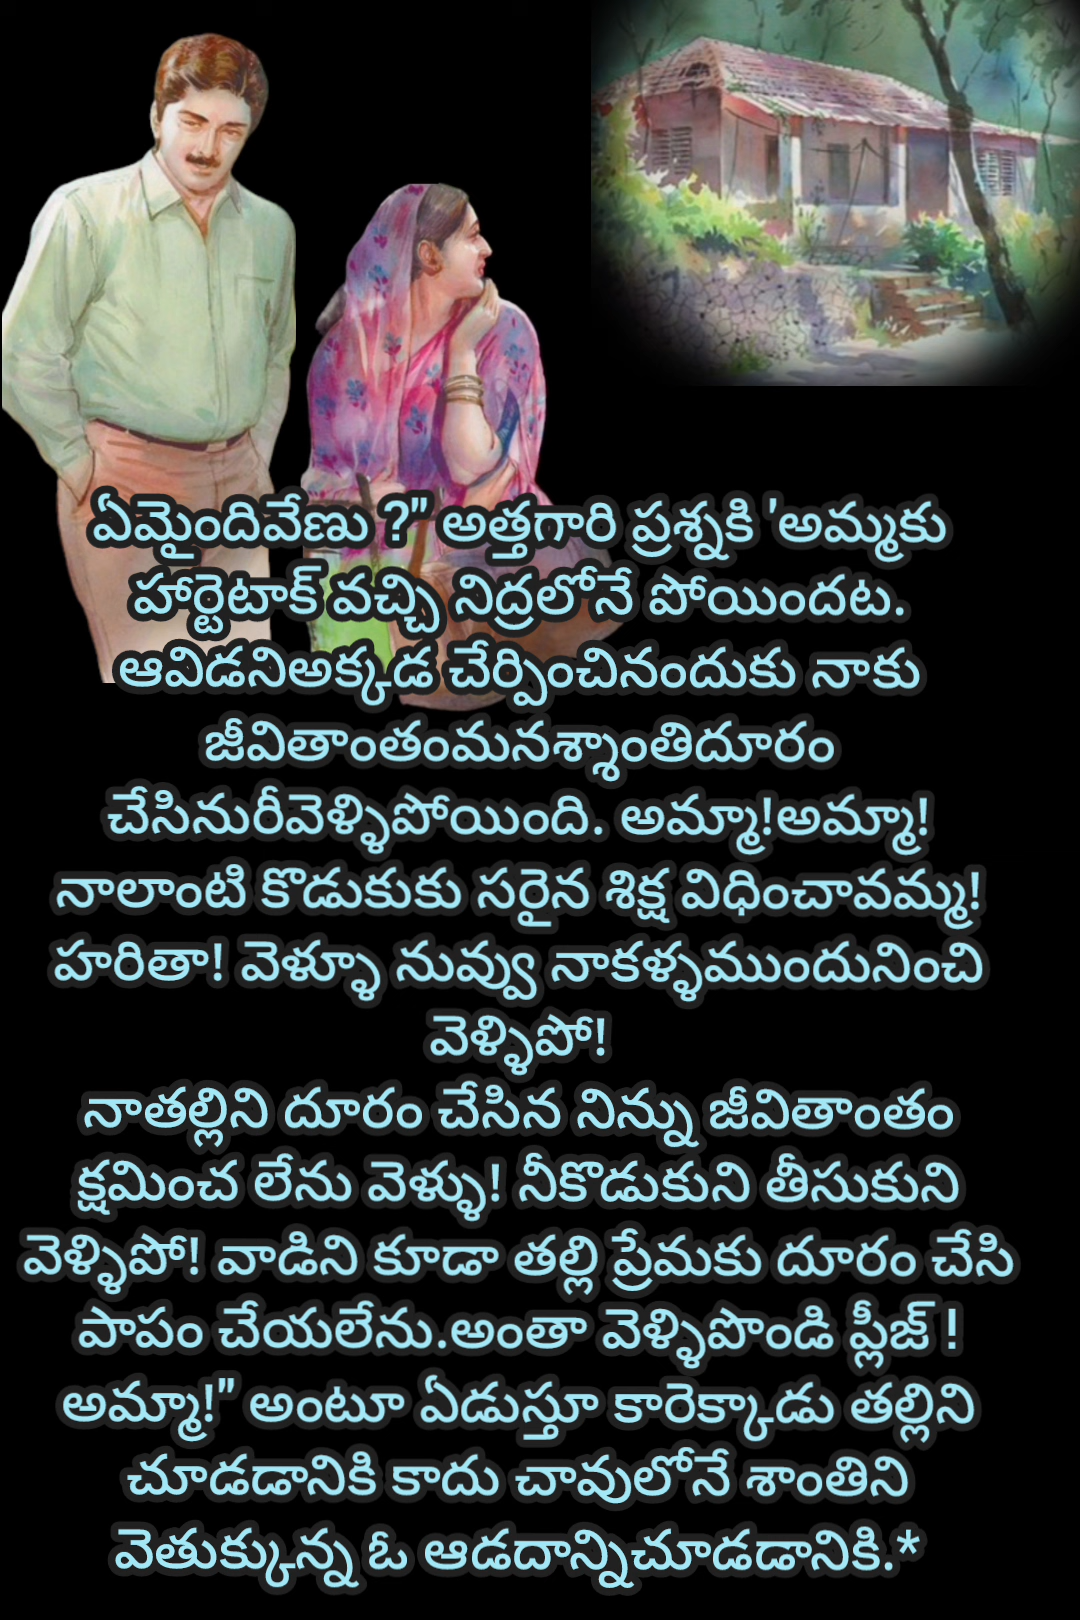 ఏమైందివేణు ?" అత్తగారి ప్రశ్నకి 'అమ్మకు
హార్టెటాక్ వచ్చి నిద్రలోనే పోయిందట.
ఆవిడనిఅక్కడ చేర్పించినందుకు నాకు
జీవితాంతంమనశ్శాంతిదూరం
చేసినురీవెళ్ళిపోయింది. అమ్మా!అమ్మా!
నాలాంటి కొడుకుకు సరైన శిక్ష విధించావమ్మ!
హరితా! వెళ్ళూ నువ్వు నాకళ్ళముందునించి
వెళ్ళిపో!
నాతల్లిని దూరం చేసిన నిన్ను జీవితాంతం
క్షమించ లేను వెళ్ళు! నీకొడుకుని తీసుకుని
వెళ్ళిపో! వాడిని కూడా తల్లి ప్రేమకు దూరం చేసి
పాపం చేయలేను.అంతా వెళ్ళిపొండి ప్లీజ్ !
అమ్మా!" అంటూ ఏడుస్తూ కారెక్కాడు తల్లిని
చూడడానికి కాదు చావులోనే శాంతిని
వెతుక్కున్న ఓ ఆడదాన్నిచూడడానికి.*